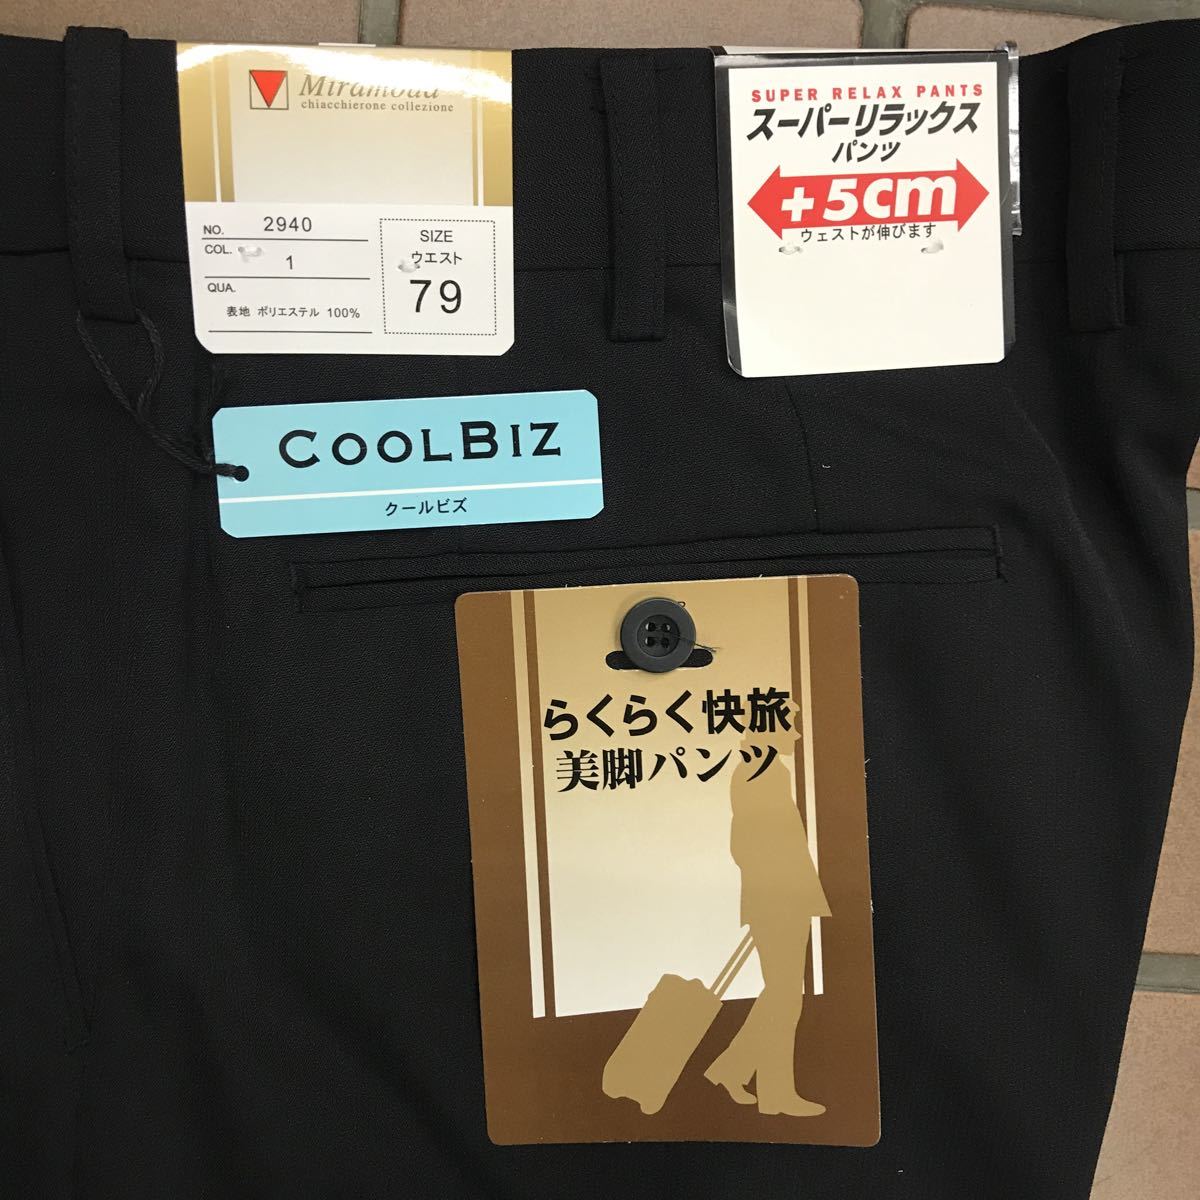 Miramoda
chiacchierone collezione
NO. 2940
COL. 1
QUA.
表地 ポリエステル 100%
SIZE
ウエスト
79
SUPER RELAX PANTS
スーパーリラックス
パンツ
+5cm
ウェストが伸びます
COOLBIZ
クールビズ
らくらく快旅
美脚パンツ